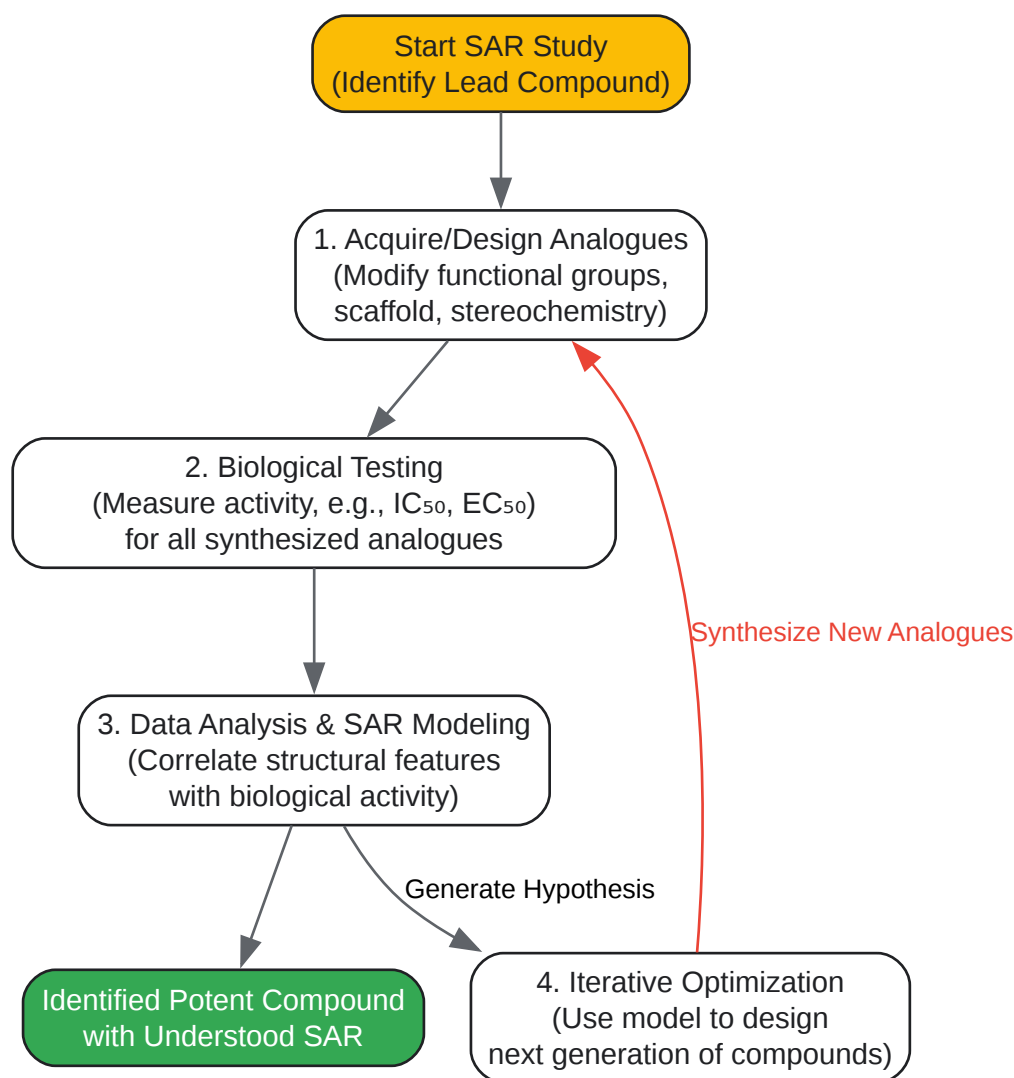 Start SAR Study
(Identify Lead Compound)
1. Acquire/Design Analogues
(Modify functional groups,
scaffold, stereochemistry)
2. Biological Testing
(Measure activity, e.g., IC₅₀, EC₅₀)
for all synthesized analogues
Synthesize New Analogues
3. Data Analysis & SAR Modeling
(Correlate structural features
with biological activity)
Generate Hypothesis
Identified Potent Compound
with Understood SAR
4. Iterative Optimization
(Use model to design
next generation of compounds)